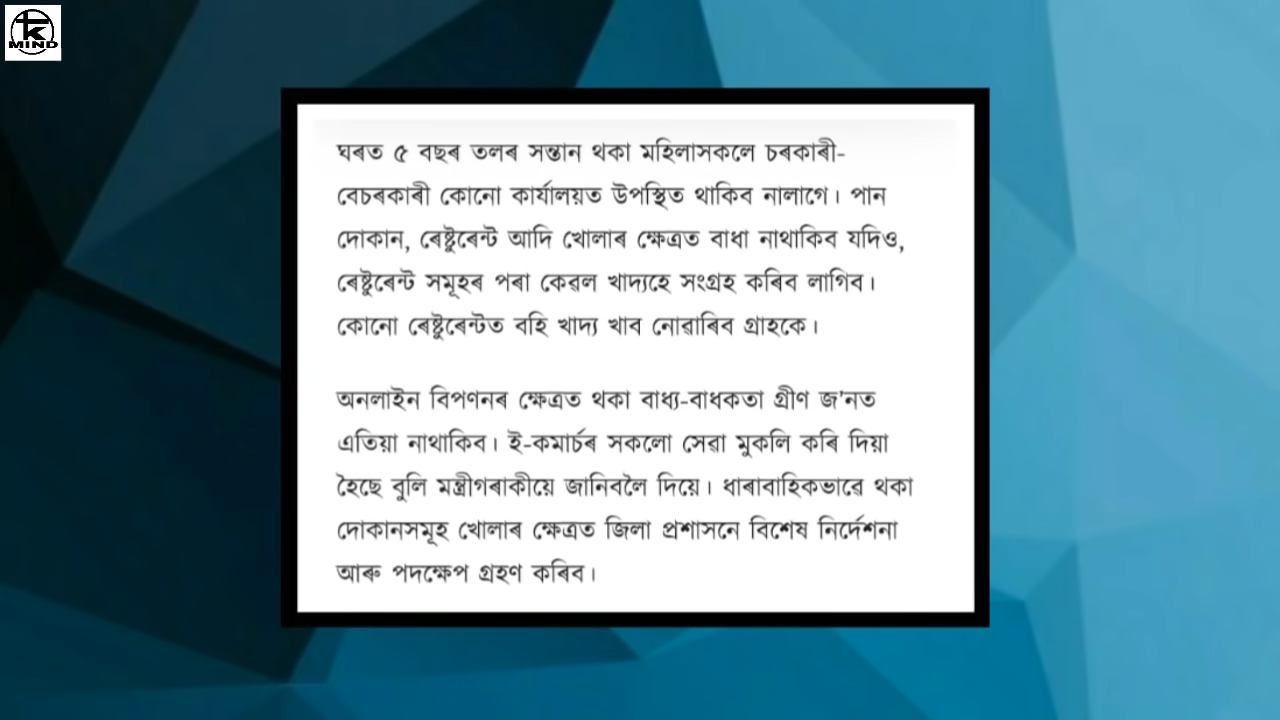 tk
MIND
ঘৰত ৫ বছৰ তলৰ সন্তান থকা মহিলাসকলে চৰকাৰী-
বেচৰকাৰী কোনো কাৰ্যালয়ত উপস্থিত থাকিব নালাগে। পান
দোকান, ৰেষ্টুৰেন্ট আদি খোলাৰ ক্ষেত্ৰত বাধা নাথাকিব যদিও,
ৰেষ্টুৰেন্ট সমূহৰ পৰা কেৱল খাদ্যহে সংগ্ৰহ কৰিব লাগিব।
কোনো ৰেষ্টুৰেন্টত বহি খাদ্য খাব নোৱাৰিব গ্ৰাহকে।
অনলাইন বিপণনৰ ক্ষেত্ৰত থকা বাধ্য-বাধকতা গ্ৰীণ জ'নত
এতিয়া নাথাকিব। ই-কমাৰ্চৰ সকলো সেৱা মুকলি কৰি দিয়া
হৈছে বুলি মন্ত্ৰীগৰাকীয়ে জানিবলৈ দিয়ে। ধাৰাবাহিকভাৱে থকা
দোকানসমূহ খোলাৰ ক্ষেত্ৰত জিলা প্ৰশাসনে বিশেষ নিৰ্দেশনা
আৰু পদক্ষেপ গ্ৰহণ কৰিব।